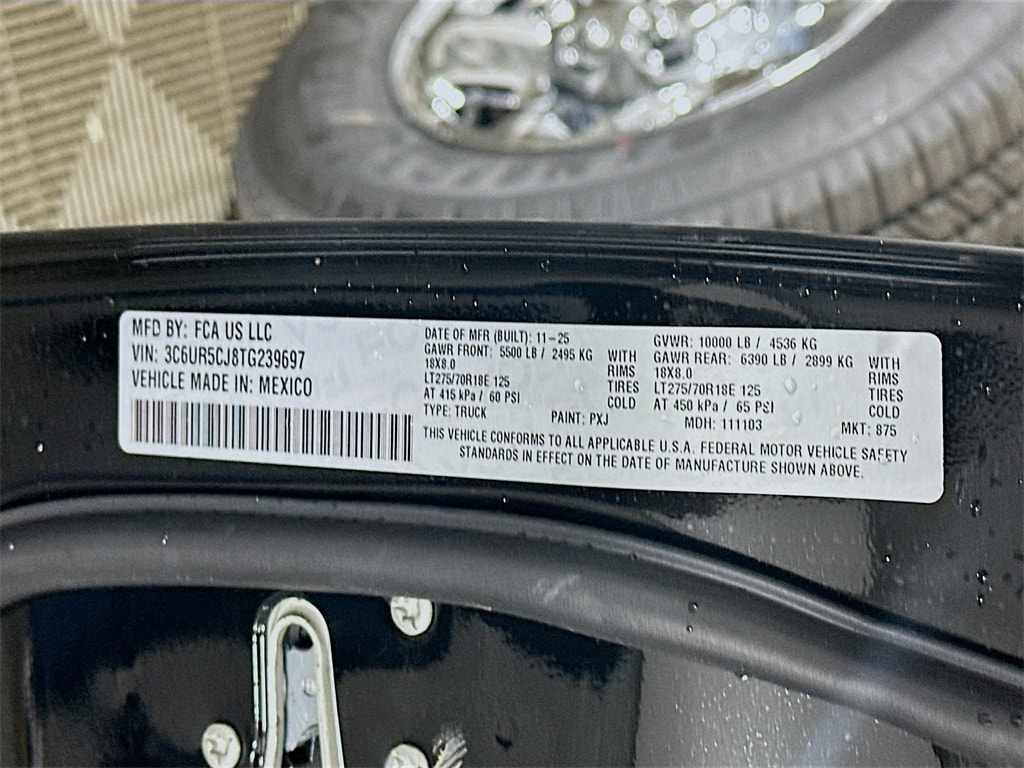 MFD BY: FCA US LLC
VIN: 3C6UR5CJ8TG239697
VEHICLE MADE IN: MEXICO
DATE OF MFR (BUILT): 11-25
GAWR FRONT: 5500 LB / 2495 KG
18X8.0
LT275/70R18E 125
AT 415 kPa / 60 PSI
TYPE: TRUCK
WITH
RIMS
TIRES
COLD
PAINT: PXJ
GVWR: 10000 LB / 4536 KG
GAWR REAR: 6390 LB / 2899 KG
18X8.0
LT275/70R18E 125
AT 450 kPa / 65 PSI
MDH: 111103
WITH
RIMS
TIRES
COLD
MKT: 875
THIS VEHICLE CONFORMS TO ALL APPLICABLE U.S.A. FEDERAL MOTOR VEHICLE SAFETY
STANDARDS IN EFFECT ON THE DATE OF MANUFACTURE SHOWN ABOVE.